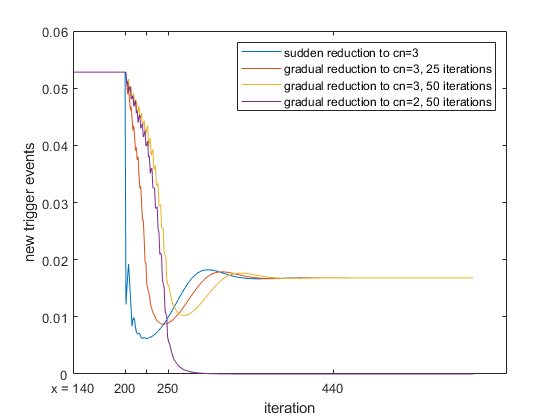 0.06
0.05
0.04
0.03
0.02
0.01
0
new trigger events
sudden reduction to cn=3
gradual reduction to cn=3, 25 iterations
gradual reduction to cn=3, 50 iterations
gradual reduction to cn=2, 50 iterations
x = 140 200 250 440
iteration